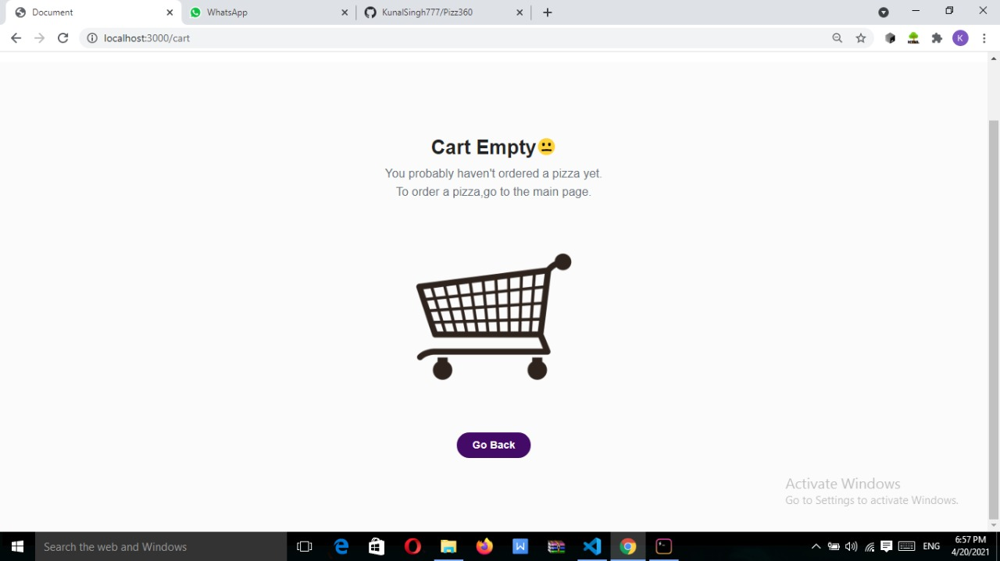 Document
WhatsApp
KunalSingh777/Pizz360
localhost:3000/cart
K
Cart Empty😐
You probably haven't ordered a pizza yet.
To order a pizza,go to the main page.
Go Back
Activate Windows
Go to Settings to activate Windows.
Search the web and Windows
ENG
6:57 PM
4/20/2021